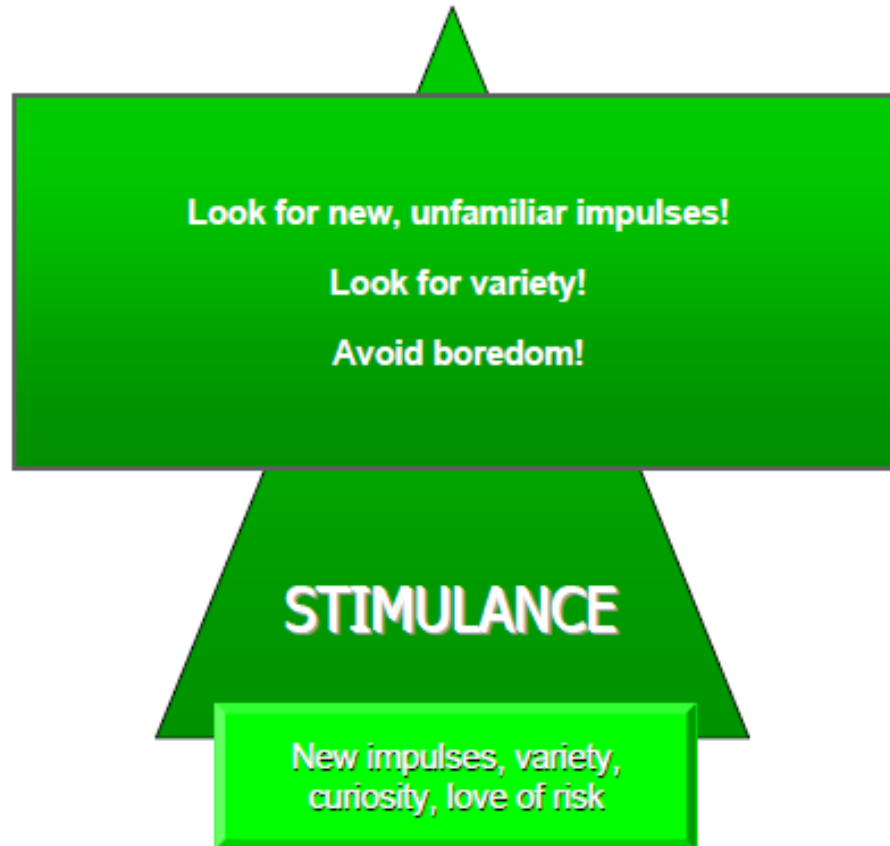 Look for new, unfamiliar impulses!
Look for variety!
Avoid boredom!
STIMULANCE
New impulses, variety,
curiosity, love of risk